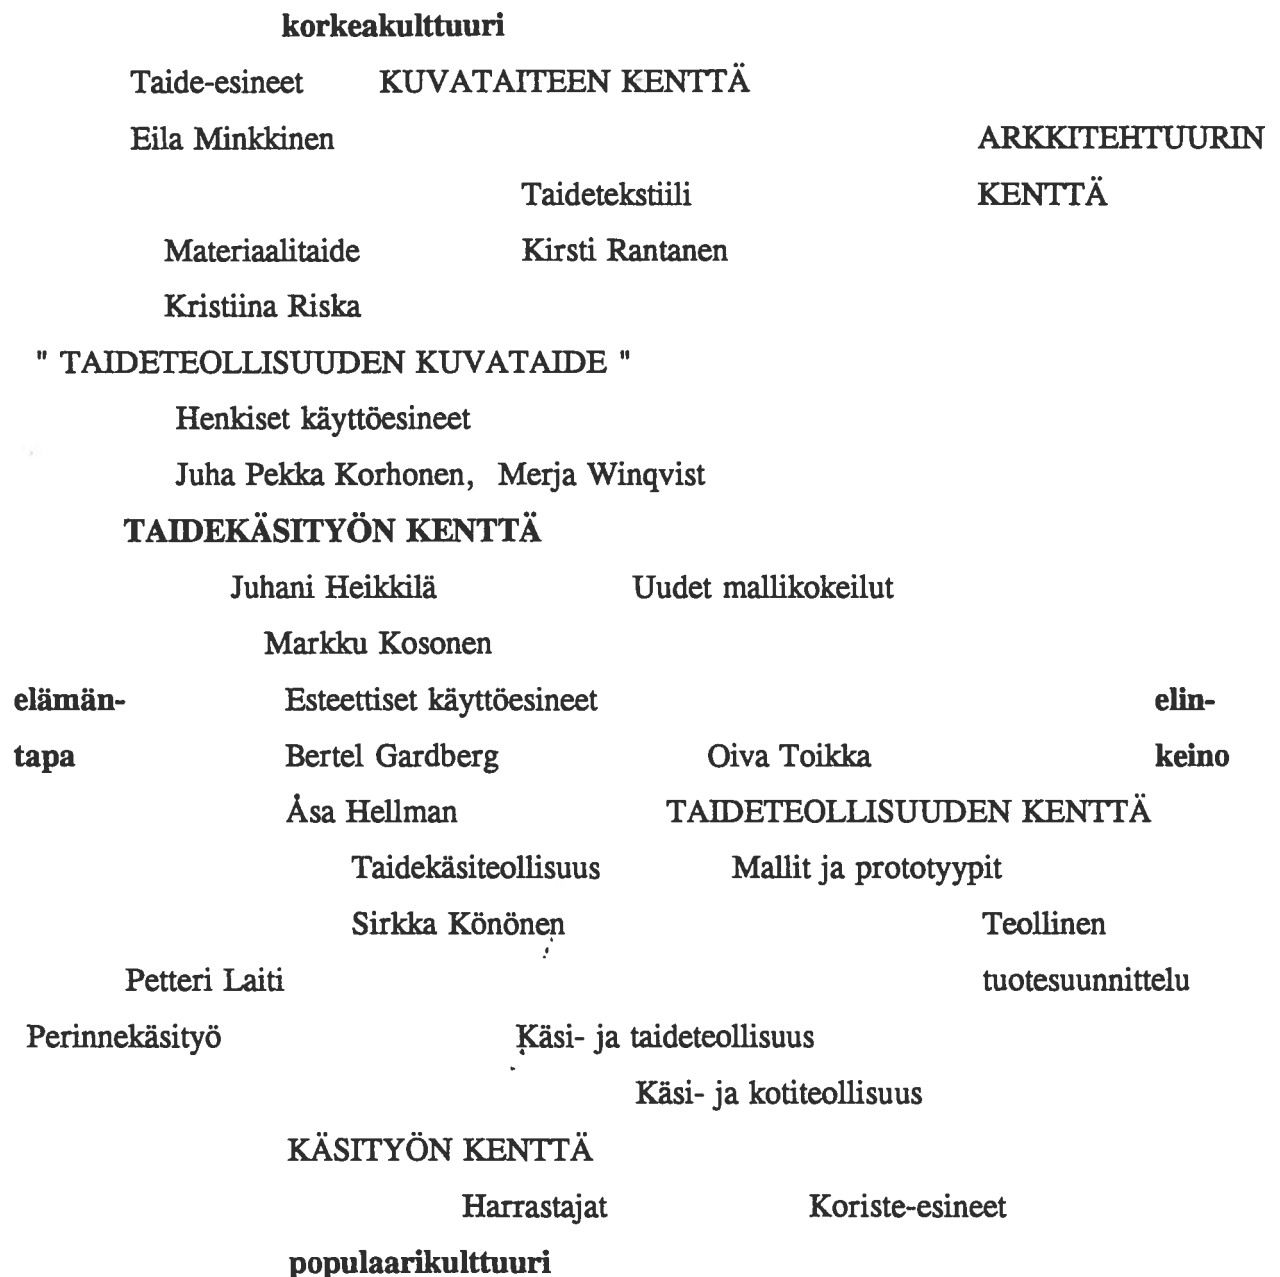 korkeakulttuuri
Taide-esineet KUVATAITEEN KENTTÄ
Eila Minkkinen ARKKITEHTUURIN
Taidetekstiili KENTTÄ
Materiaalitaide Kirsti Rantanen
Kristiina Riska
" TAIDETEOLLISUUDEN KUVATAIDE "
Henkiset käyttöesineet
Juha Pekka Korhonen, Merja Winqvist
TAIDEKÄSITYÖN KENTTÄ
Juhani Heikkilä Uudet mallikokeilut
Markku Kosonen
elämän- Esteettiset käyttöesineet elin-
tapa Bertel Gardberg Oiva Toikka keino
Åsa Hellman TAIDETEOLLISUUDEN KENTTÄ
Taidekäsiteollisuus Mallit ja prototyypit
Sirkka Könönen Teollinen
Petteri Laiti tuotesuunnittelu
Perinnekäsityö Käsi- ja taideteollisuus
Käsi- ja kotiteollisuus
KÄSITYÖN KENTTÄ
Harrastajat Koriste-esineet
populaarikulttuuri